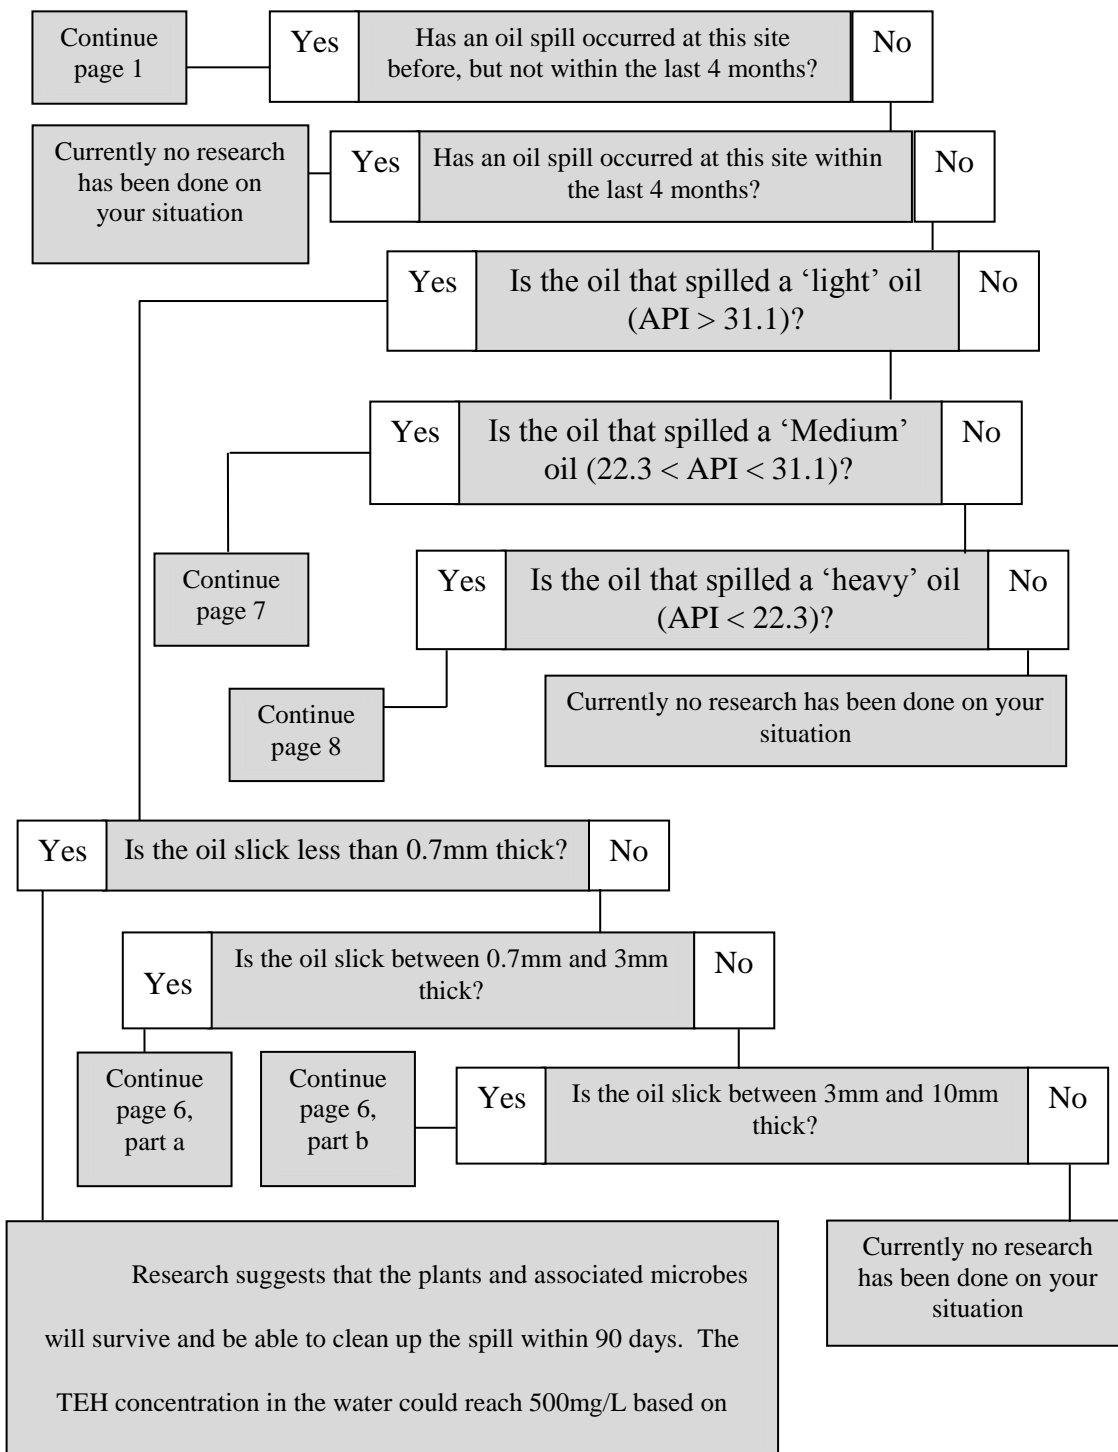 Continue
page 1
Yes
Has an oil spill occurred at this site
before, but not within the last 4 months?
No
Currently no research
has been done on
your situation
Yes
Has an oil spill occurred at this site within
the last 4 months?
No
Yes
Is the oil that spilled a ‘light’ oil
(API > 31.1)?
No
Yes
Is the oil that spilled a ‘Medium’
oil (22.3 < API < 31.1)?
No
Continue
page 7
Yes
Is the oil that spilled a ‘heavy’ oil
(API < 22.3)?
No
Continue
page 8
Currently no research has been done on your
situation
Yes
Is the oil slick less than 0.7mm thick?
No
Yes
Is the oil slick between 0.7mm and 3mm
thick?
No
Continue
page 6,
part a
Continue
page 6,
part b
Yes
Is the oil slick between 3mm and 10mm
thick?
No
Research suggests that the plants and associated microbes
will survive and be able to clean up the spill within 90 days.  The
TEH concentration in the water could reach 500mg/L based on
Currently no research
has been done on your
situation